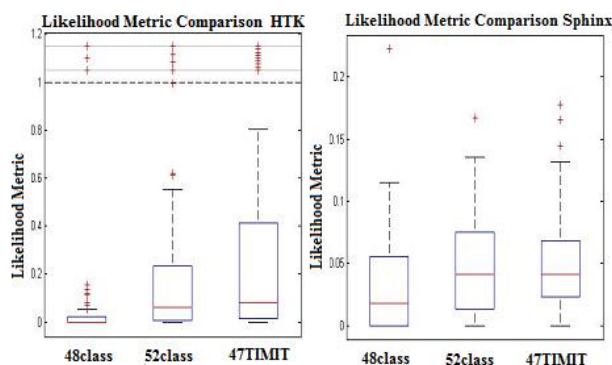 Likelihood Metric Comparison HTK
Likelihood Metric Comparison Sphinx
Likelihood Metric
1.2
1
0.8
0.6
0.4
0.2
0
48class
52class
47TIMIT
Likelihood Metric
0.2
0.15
0.1
0.05
0
48class
52class
47TIMIT